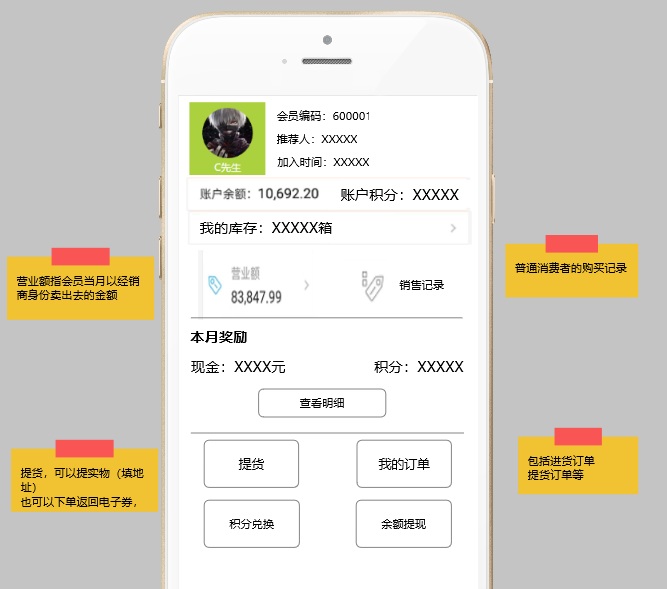 会员编码：600001
推荐人：XXXXX
加入时间：XXXXX
C先生
账户余额：10,692.20 账户积分：XXXXX
我的库存：XXXXX箱
营业额
83,847.99
销售记录
营业额指会员当月以经销
商身份卖出去的金额
普通消费者的购买记录
本月奖励
现金：XXXX元 积分：XXXXX
查看明细
提货 我的订单
积分兑换 余额提现
提货，可以提实物（填地
址）
也可以下单返回电子券，
包括进货订单
提货订单等